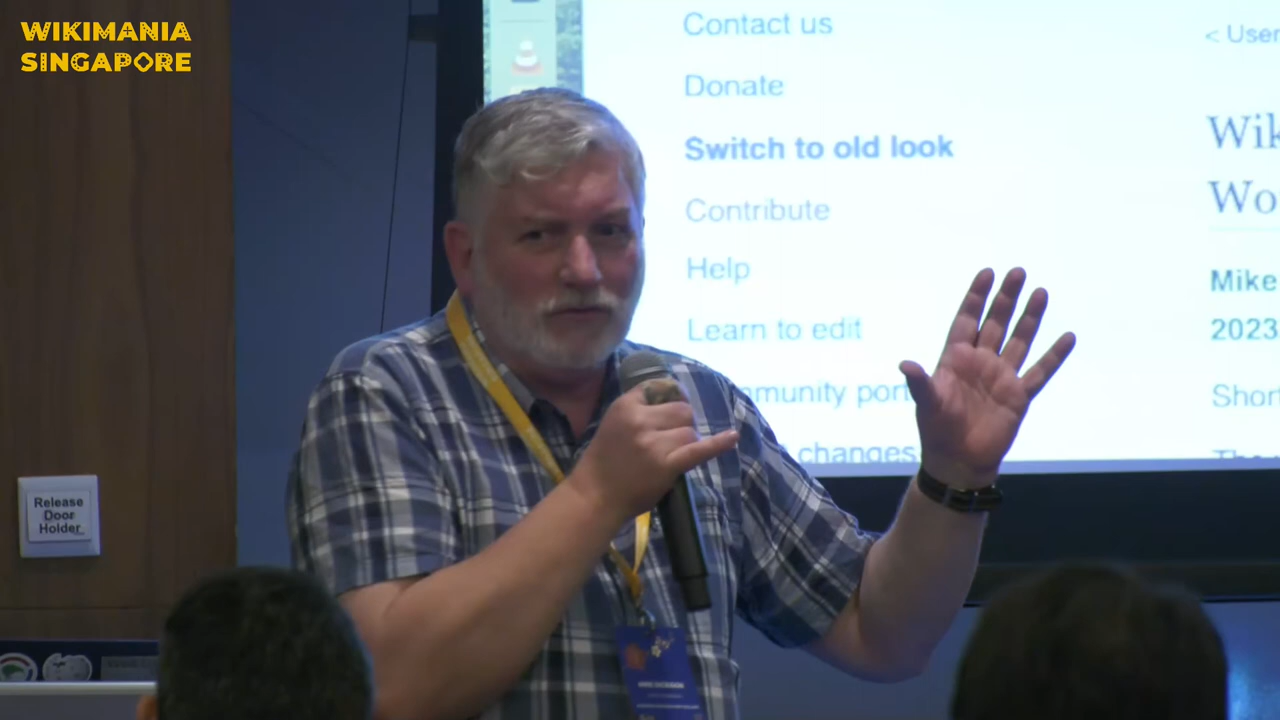 WIKIMANIA
SINGAPORE
Contact us
Donate
Switch to old look
Contribute
Help
Learn to edit
changes
< User
Wik
Wo
Mike
2023
Short
Release
Door
Holder